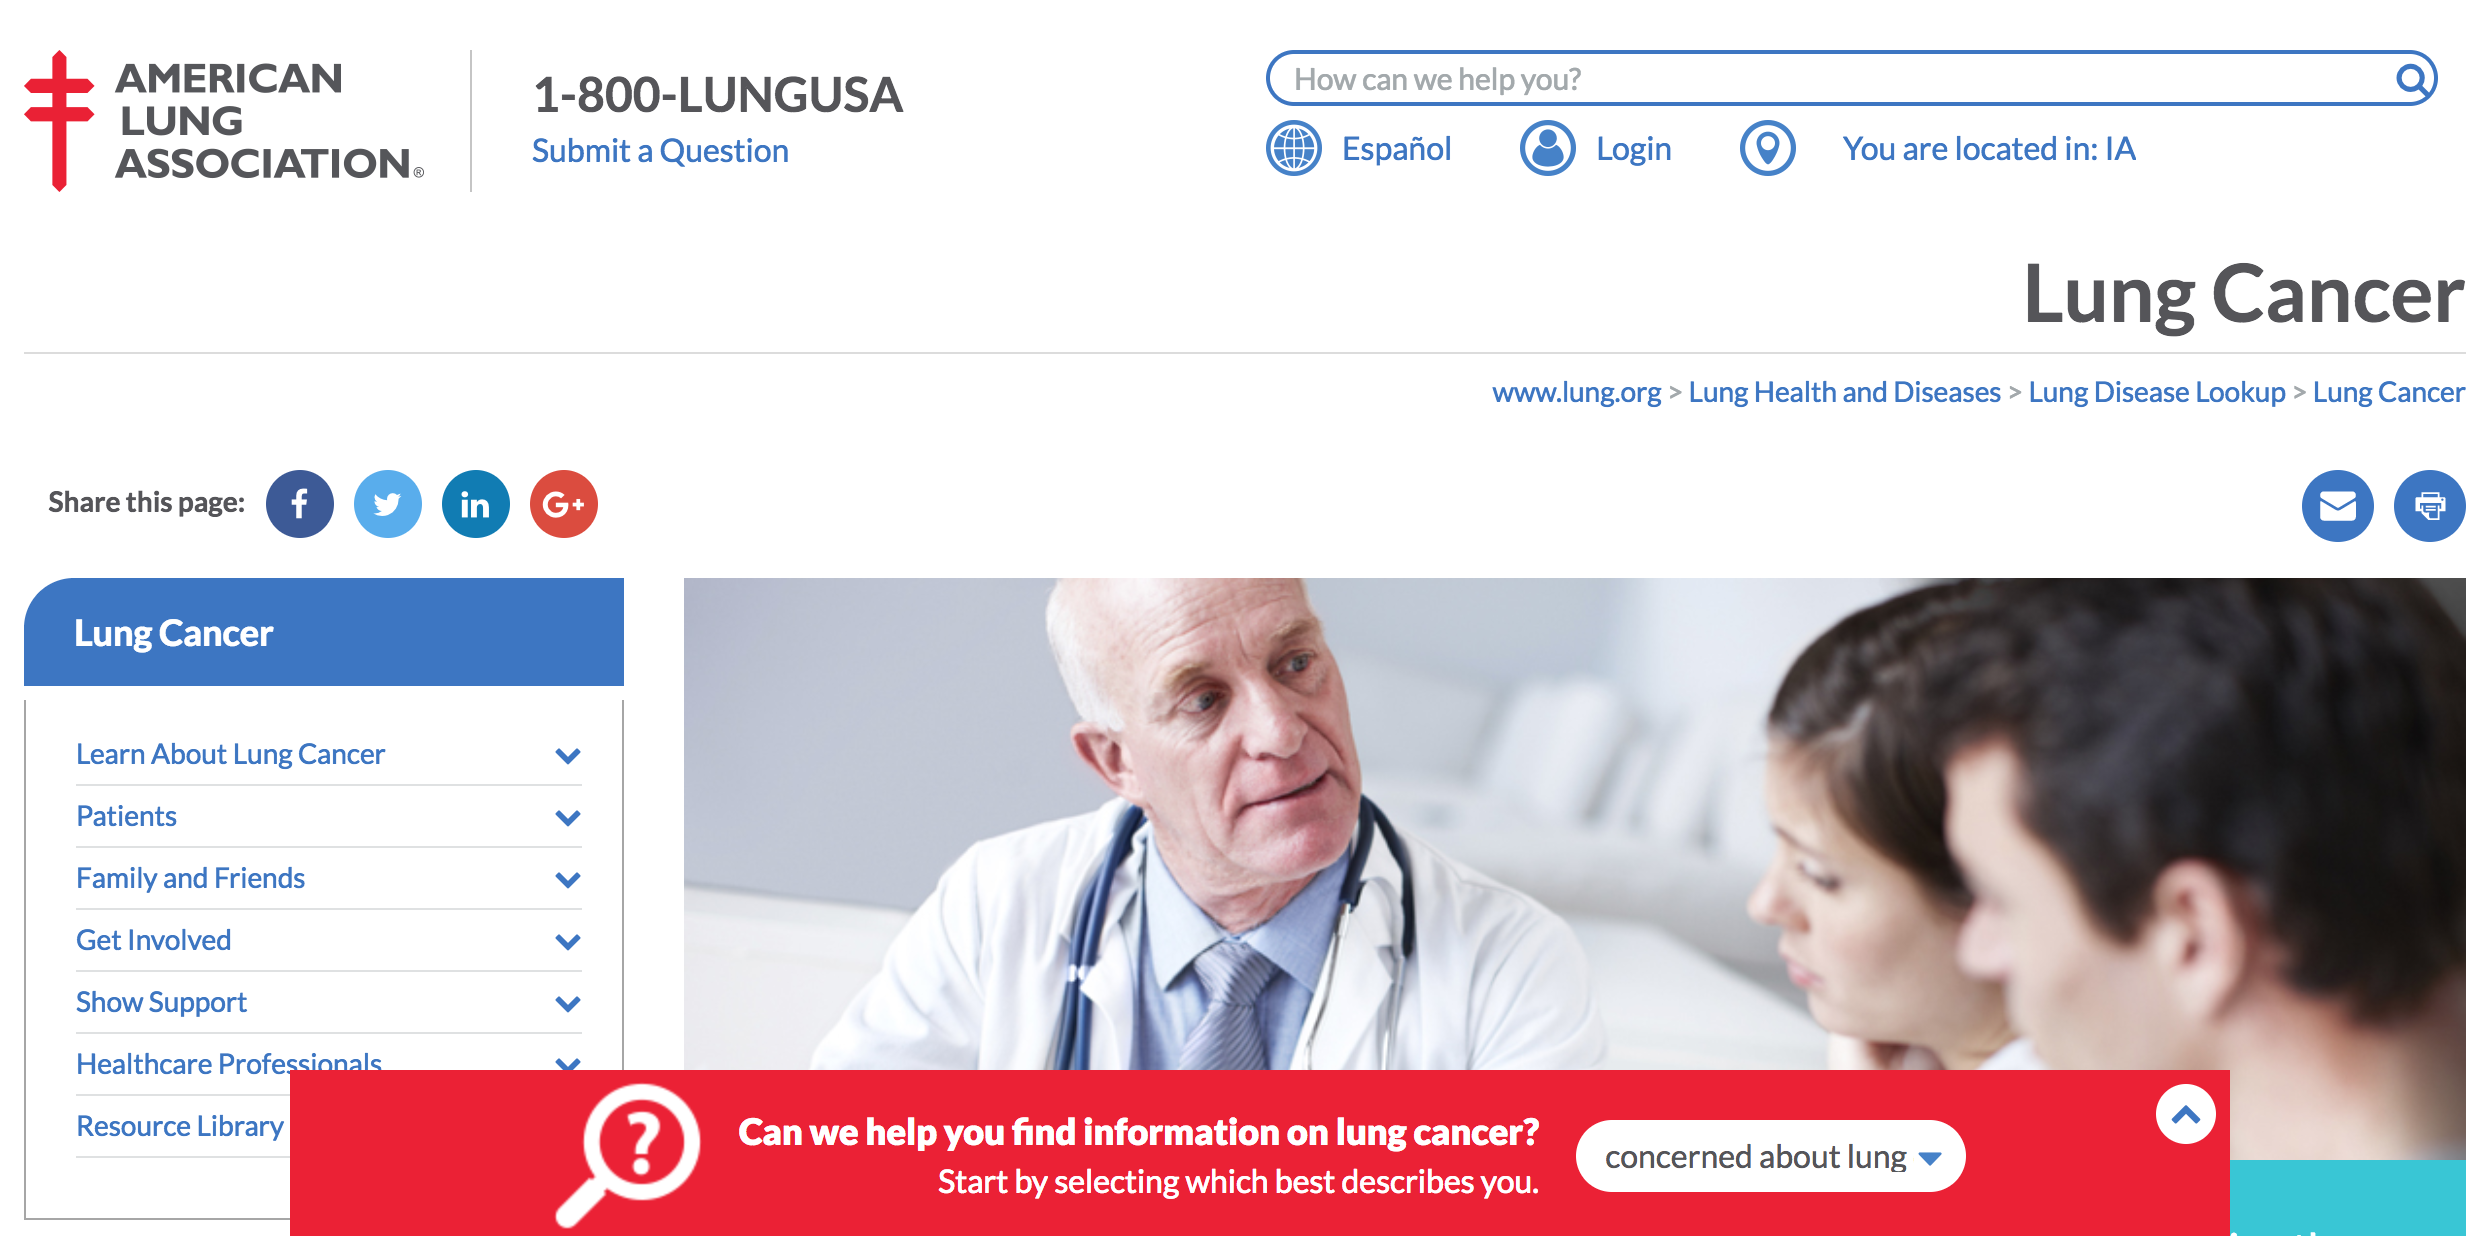 AMERICAN
LUNG
ASSOCIATION®
1-800-LUNGUSA
Submit a Question
How can we help you?
Español
Login
You are located in: IA
Lung Cancer
www.lung.org > Lung Health and Diseases > Lung Disease Lookup > Lung Cancer
Share this page:
f
in
G+
Lung Cancer
Learn About Lung Cancer
Patients
Family and Friends
Get Involved
Show Support
Healthcare Professionals
Resource Library
?
Can we help you find information on lung cancer?
Start by selecting which best describes you.
concerned about lung